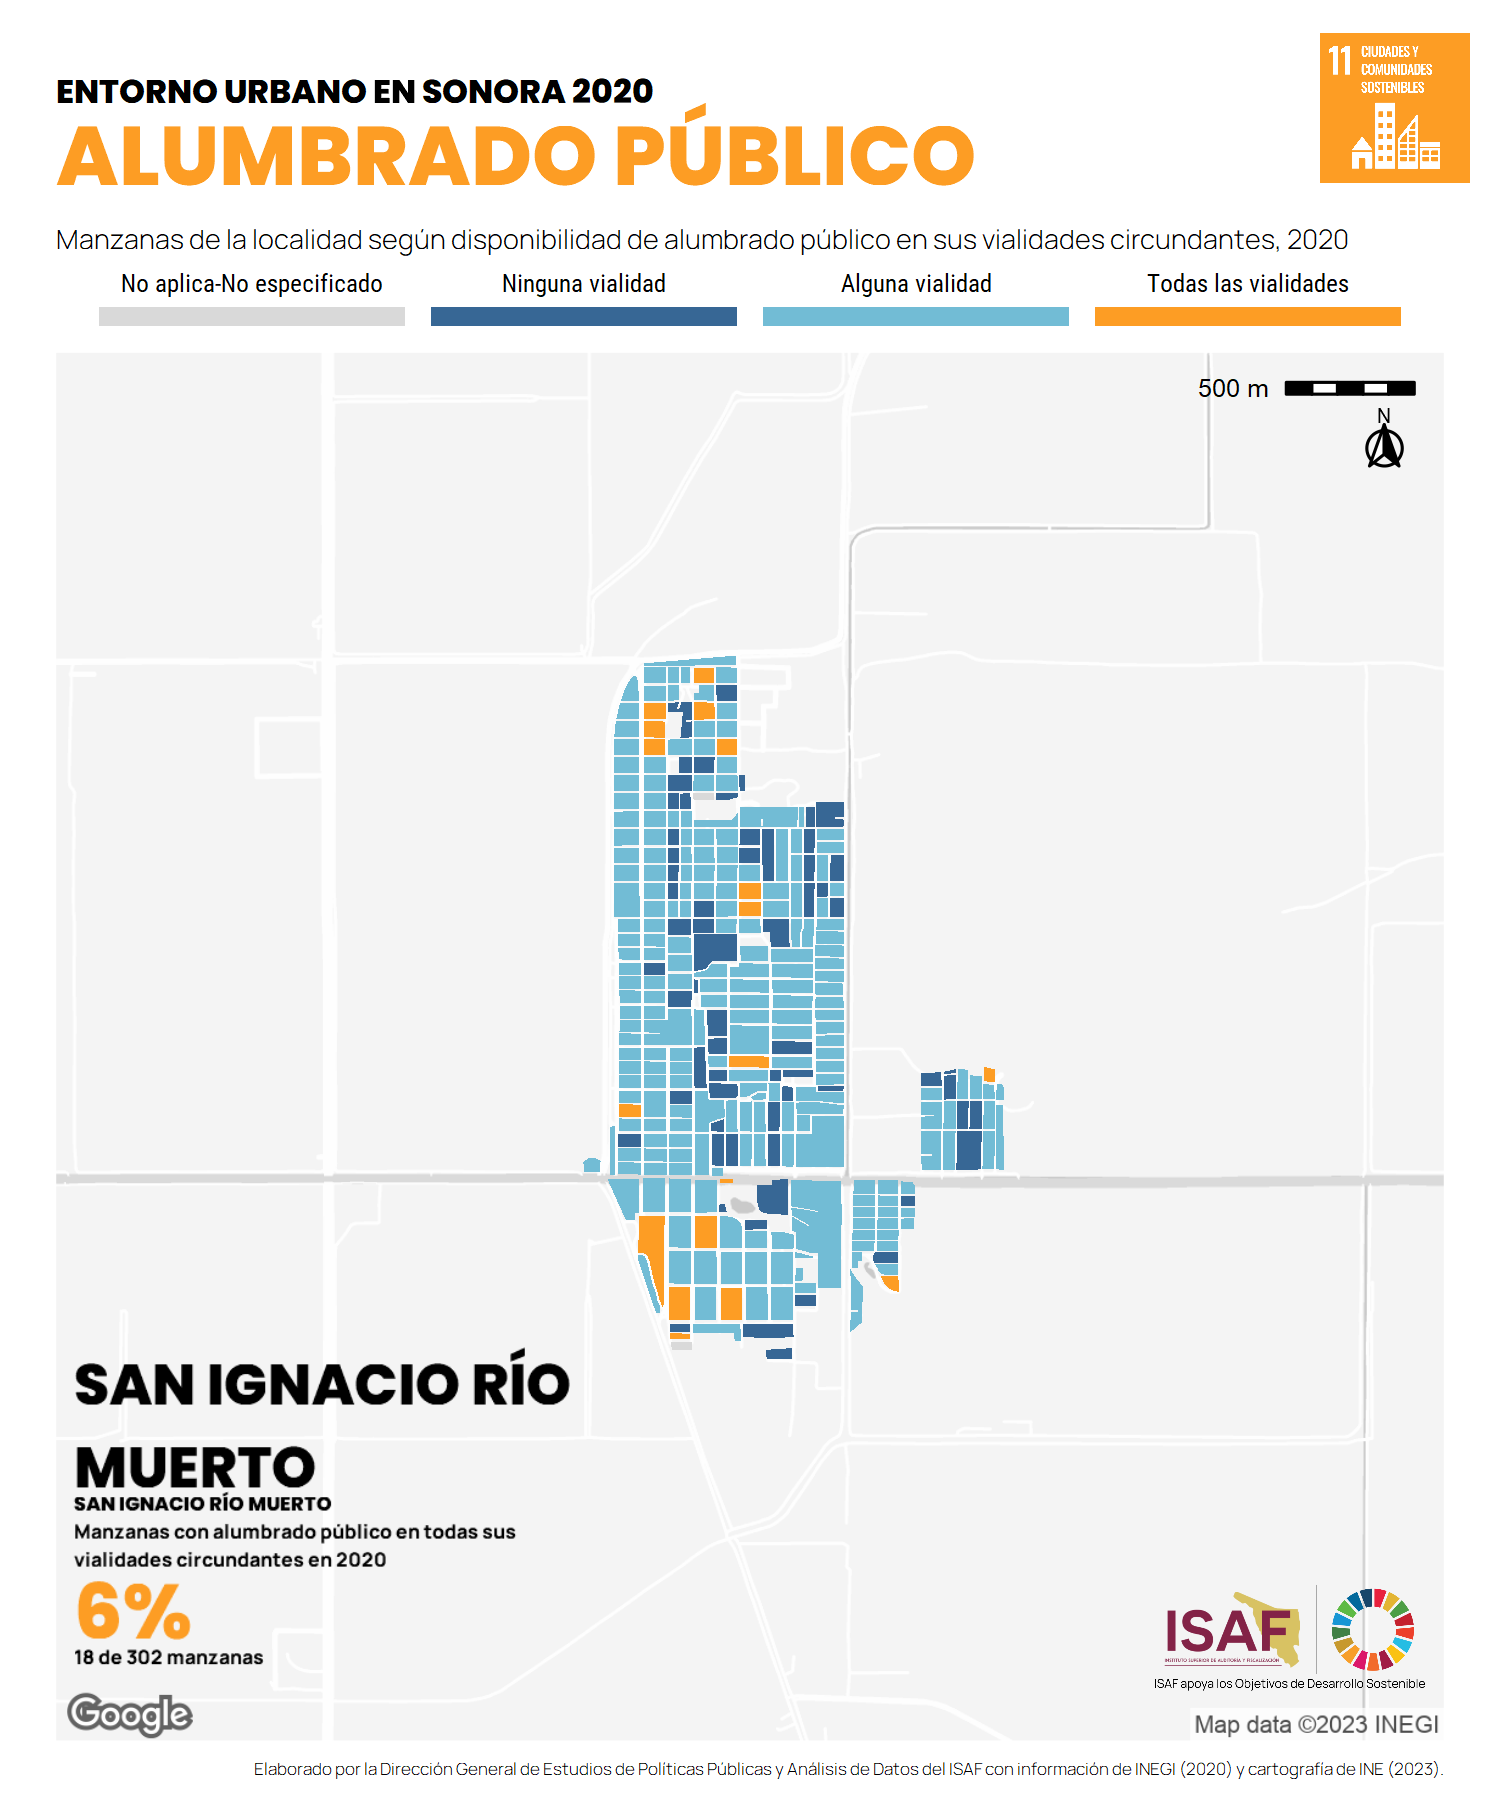 ENTORNO URBANO EN SONORA 2020
ALUMBRADO PÚBLICO
11 CIUDADES Y
COMUNIDADES
SOSTENIBLES
Manzanas de la localidad según disponibilidad de alumbrado público en sus vialidades circundantes, 2020
No aplica-No especificado
Ninguna vialidad
Alguna vialidad
Todas las vialidades
500 m
N
SAN IGNACIO RÍO
MUERTO
SAN IGNACIO RÍO MUERTO
Manzanas con alumbrado público en todas sus
vialidades circundantes en 2020
6%
18 de 302 manzanas
Google
ISAF
INSTITUTO SUPERIOR DE AUDITORÍA Y FISCALIZACIÓN
ISAF apoya los Objetivos de Desarrollo Sostenible
Map data ©2023 INEGI
Elaborado por la Dirección General de Estudios de Políticas Públicas y Análisis de Datos del ISAF con información de INEGI (2020) y cartografía de INE (2023).